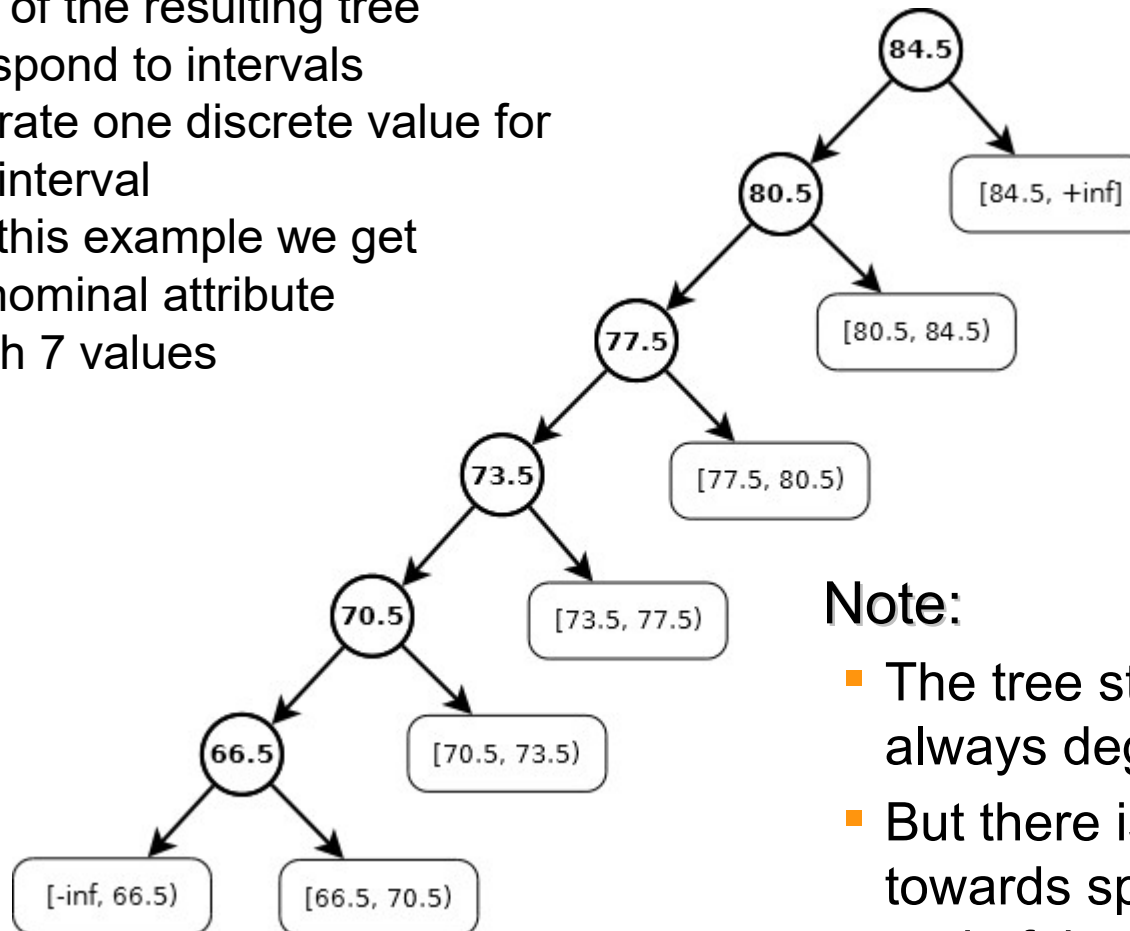 of the resulting tree
spond to intervals
rate one discrete value for
interval
this example we get
nominal attribute
h 7 values
84.5
80.5
[84.5, +inf]
77.5
[80.5, 84.5)
73.5
[77.5, 80.5)
70.5
[73.5, 77.5)
66.5
[70.5, 73.5)
[-inf, 66.5)
[66.5, 70.5)
Note:
The tree st
always deg
But there is
towards sp